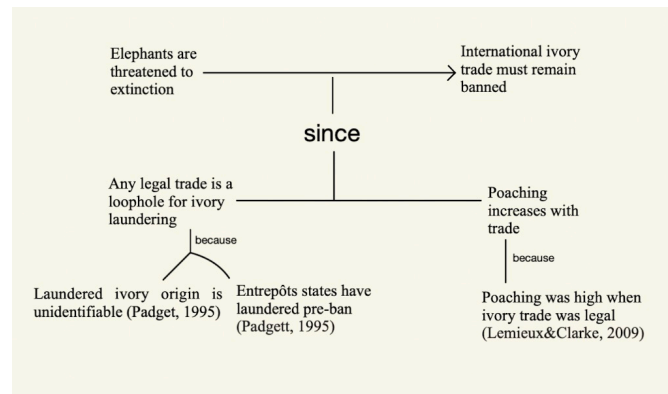 Elephants are
threatened to
extinction
International ivory
trade must remain
banned
since
Any legal trade is a
loophole for ivory
laundering
Poaching
increases with
trade
because
because
Laundered ivory origin is
unidentifiable (Padget, 1995)
Entrepôts states have
laundered pre-ban
(Padgett, 1995)
Poaching was high when
ivory trade was legal
(Lemieux&Clarke, 2009)